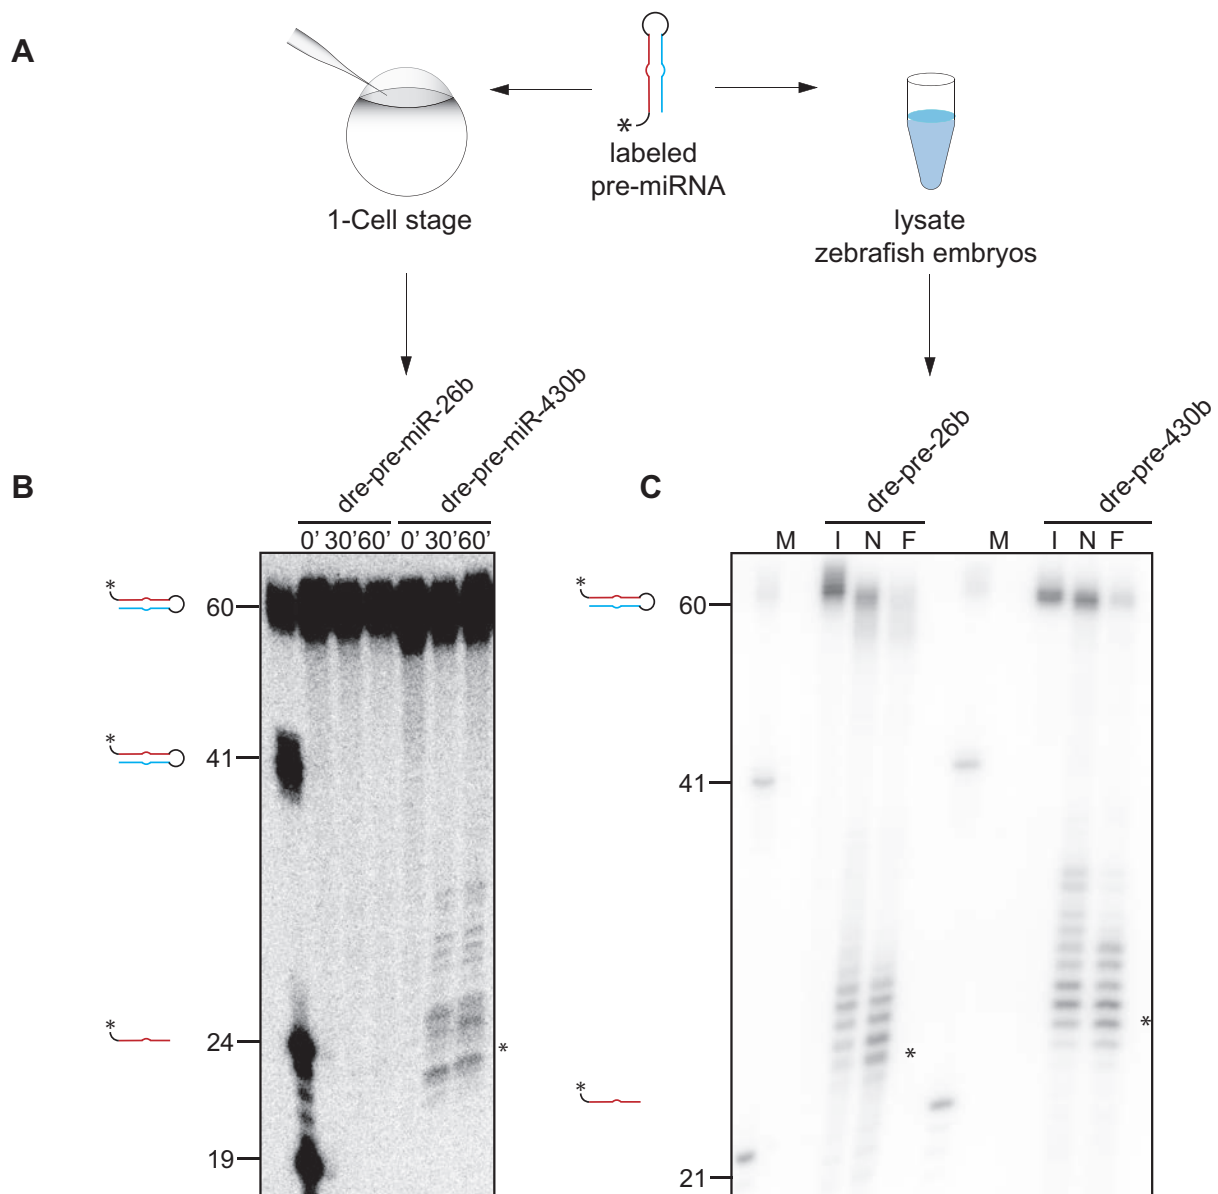 A
*
labeled
pre-miRNA
1-Cell stage
lysate
zebrafish embryos
B
dre-pre-miR-26b
dre-pre-miR-430b
0' 30' 60' 0' 30' 60'
*
60
*
41
*
24
*
19
C
dre-pre-26b
dre-pre-430b
M I N F M I N F
*
60
41
*
*
*
21